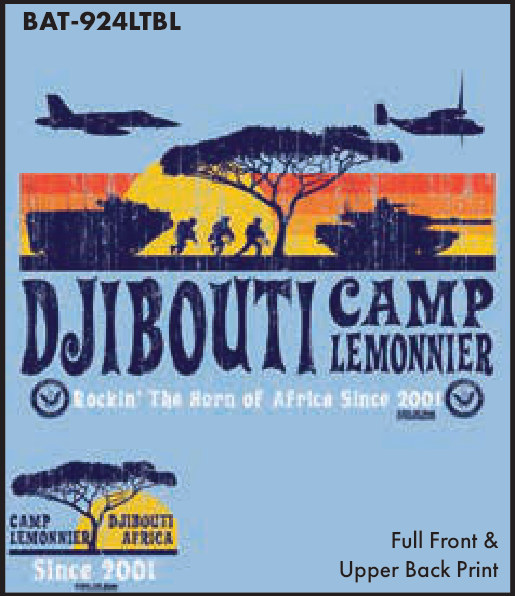 BAT-924LTBL
DJIBOUTI CAMP
LEMONNIER
Rockin' The Horn of Africa Since 2001
CAMP DJIBOUTI
LEMONNIER AFRICA
Since 2001
Full Front &
Upper Back Print